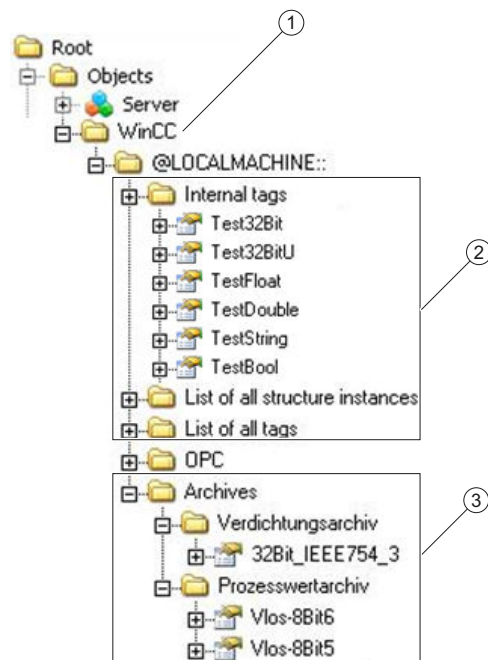 1
Root
Objects
Server
WinCC
@LOCALMACHINE::
Internal tags
Test32Bit
Test32BitU
2
TestFloat
TestDouble
TestString
TestBool
List of all structure instances
List of all tags
OPC
Archives
3
Verdichtungsarchiv
32Bit_IEEE754_3
Prozesswertarchiv
Vlos-8Bit6
Vlos-8Bit5